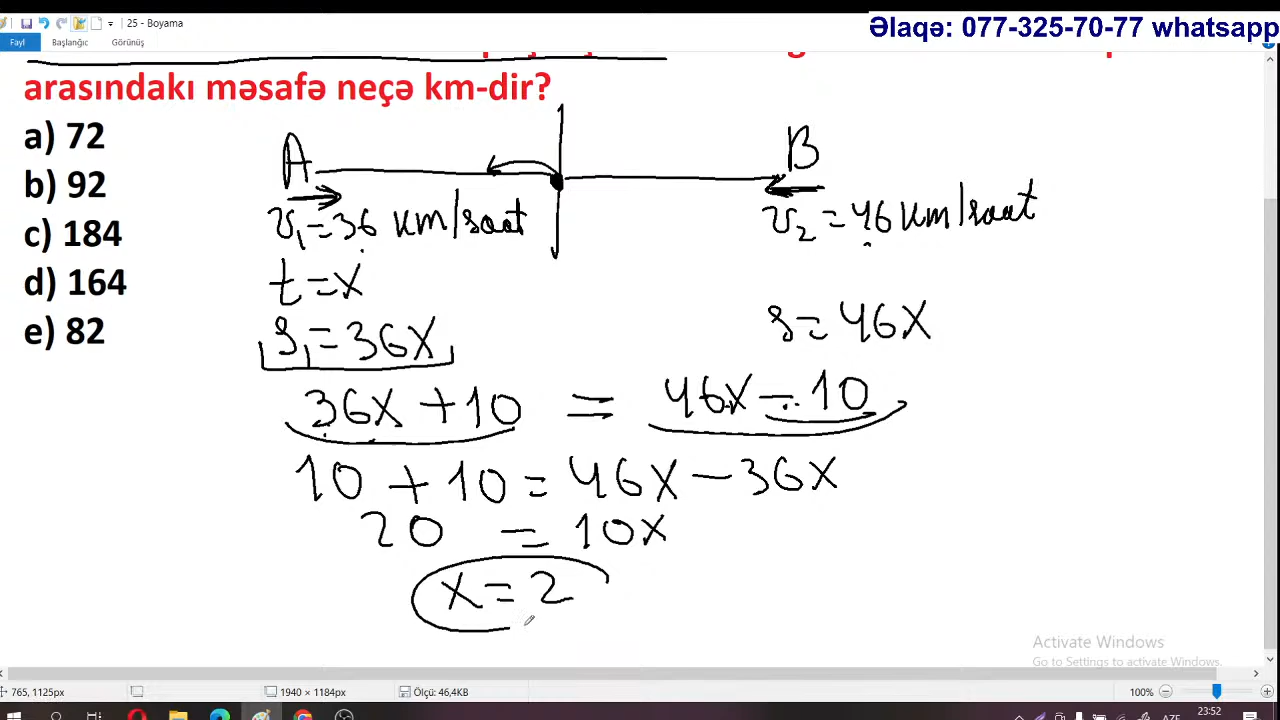 25 - Boyama
Əlaqə: 077-325-70-77 whatsapp
Fayl Başlanğıc Görünüş
arasındakı məsafə neçə km-dir?
a) 72
b) 92
c) 184
d) 164
e) 82
A B
v₁=36 km/saat v₂=46 km/saat
t=x
s₁=36x s=46x
36x+10 = 46x-10
10+10=46x-36x
20 = 10x
x=2
Activate Windows
Go to Settings to activate Windows.
765, 1125px 1940 × 1184px Ölçü: 46,4KB 100%
AZE 23:52